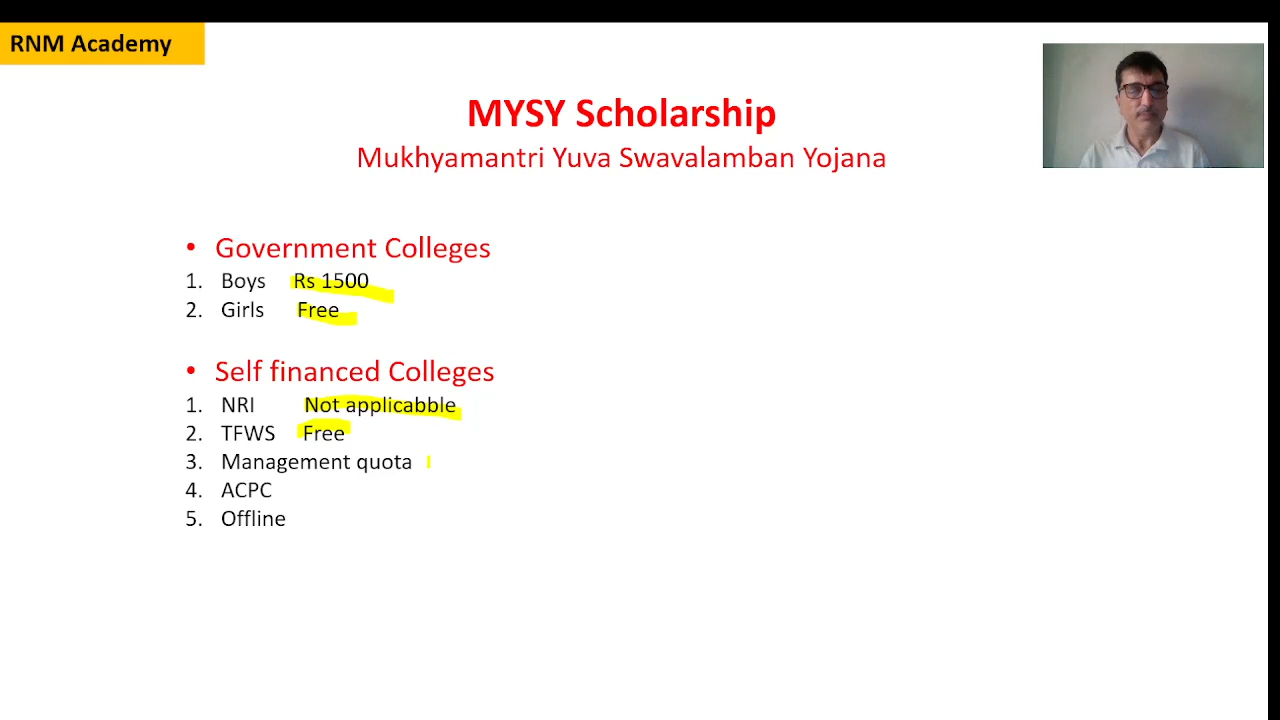 RNM Academy
MYSY Scholarship
Mukhyamantri Yuva Swavalamban Yojana
• Government Colleges
1. Boys Rs 1500
2. Girls Free
• Self financed Colleges
1. NRI Not applicabble
2. TFWS Free
3. Management quota
4. ACPC
5. Offline